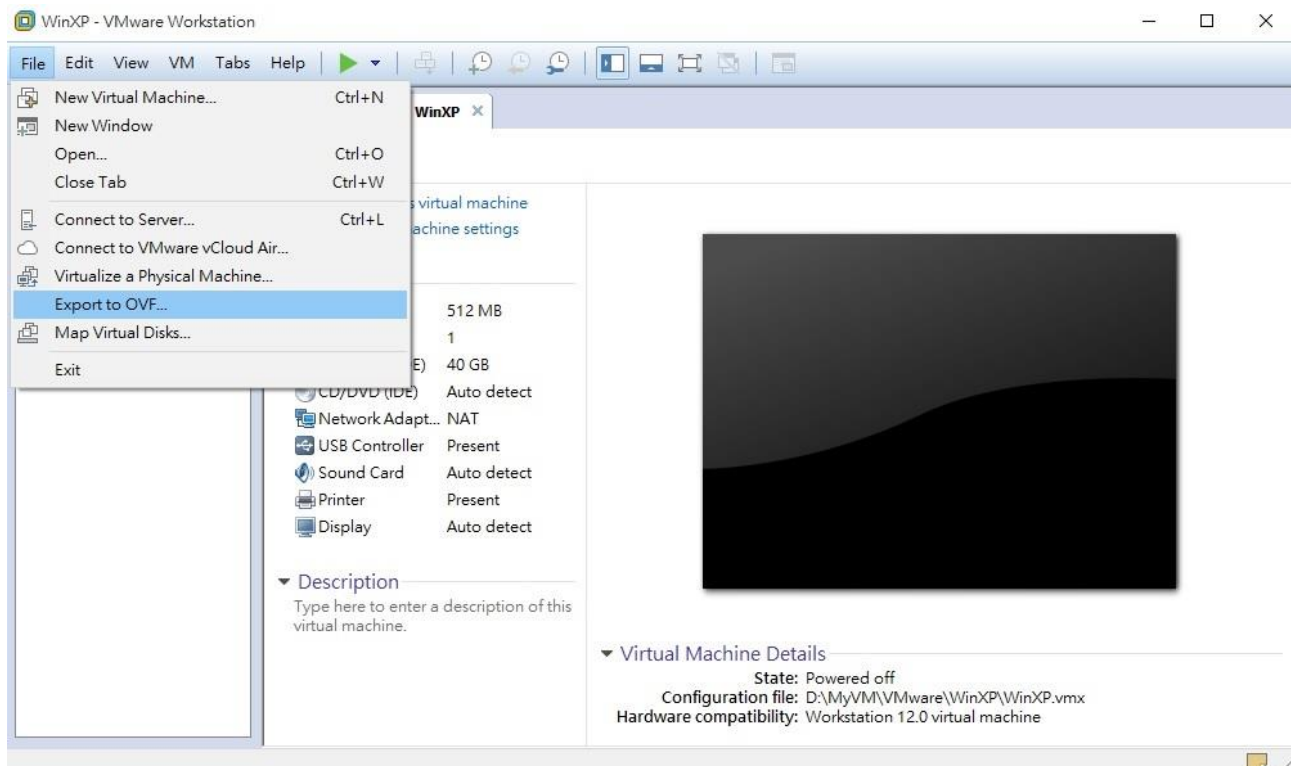 WinXP - VMware Workstation
File Edit View VM Tabs Help
New Virtual Machine... Ctrl+N
New Window
Open... Ctrl+O
Close Tab Ctrl+W
Connect to Server... Ctrl+L
Connect to VMware vCloud Air...
Virtualize a Physical Machine...
Export to OVF...
Map Virtual Disks...
Exit
WinXP
virtual machine
machine settings
512 MB
1
E) 40 GB
CD/DVD (IDE) Auto detect
Network Adapt... NAT
USB Controller Present
Sound Card Auto detect
Printer Present
Display Auto detect
Description
Type here to enter a description of this
virtual machine.
Virtual Machine Details
State: Powered off
Configuration file: D:\MyVM\VMware\WinXP\WinXP.vmx
Hardware compatibility: Workstation 12.0 virtual machine